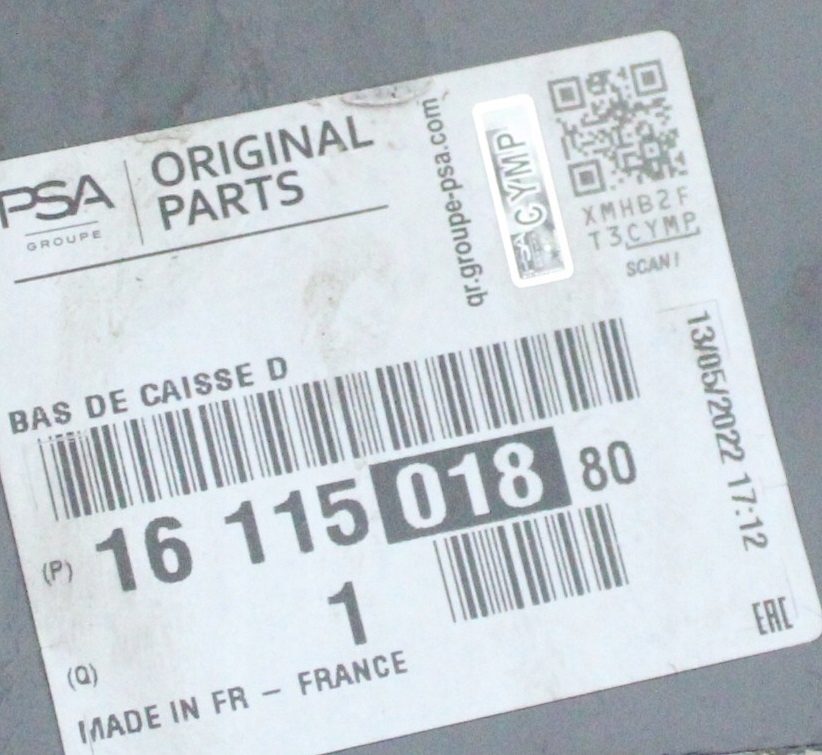 PSA
GROUPE
ORIGINAL
PARTS
qr.groupe-psa.com
PSA
CYMP
XMHB2F
T3CYMP
SCAN!
BAS DE CAISSE D
13/05/2022 17:12
(P) 16 115 018 80
(Q) 1
MADE IN FR - FRANCE
EAC